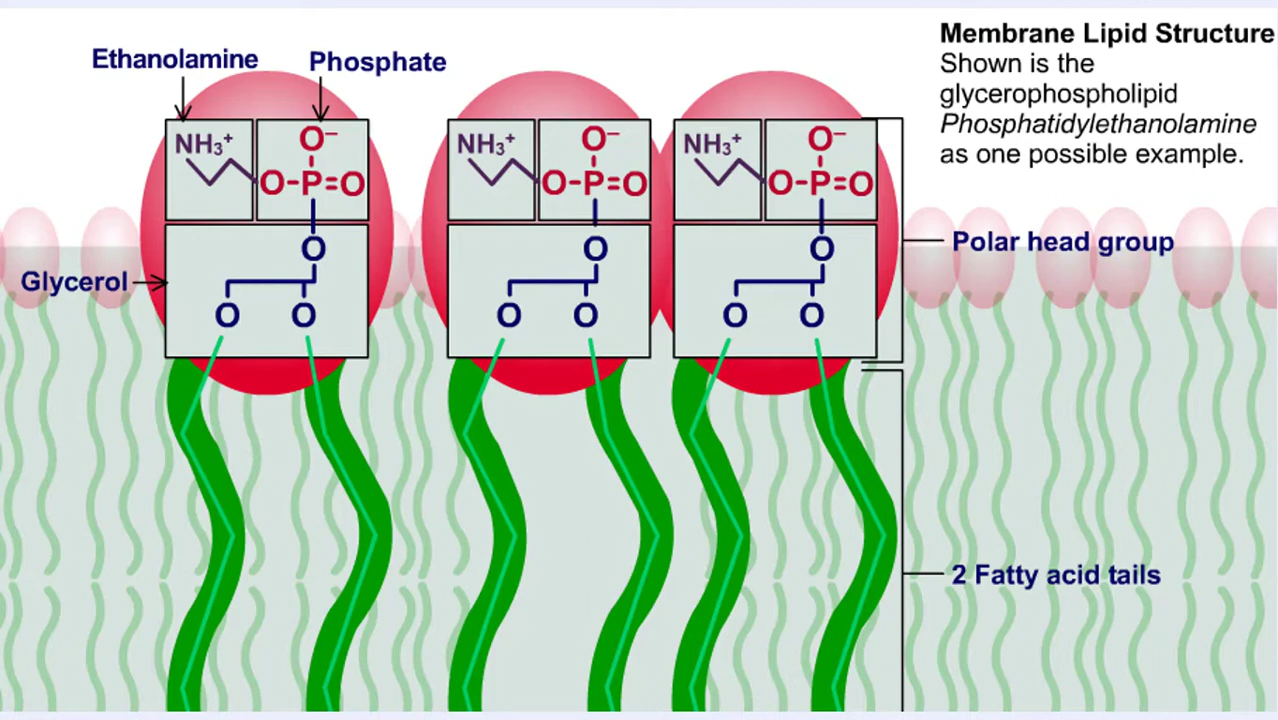 Membrane Lipid Structure
Shown is the
glycerophospholipid
Phosphatidylethanolamine
as one possible example.
Ethanolamine
Phosphate
NH₃⁺
O⁻
O-P=O
O
O O
NH₃⁺
O⁻
O-P=O
O
O O
NH₃⁺
O⁻
O-P=O
O
O O
Polar head group
Glycerol
2 Fatty acid tails